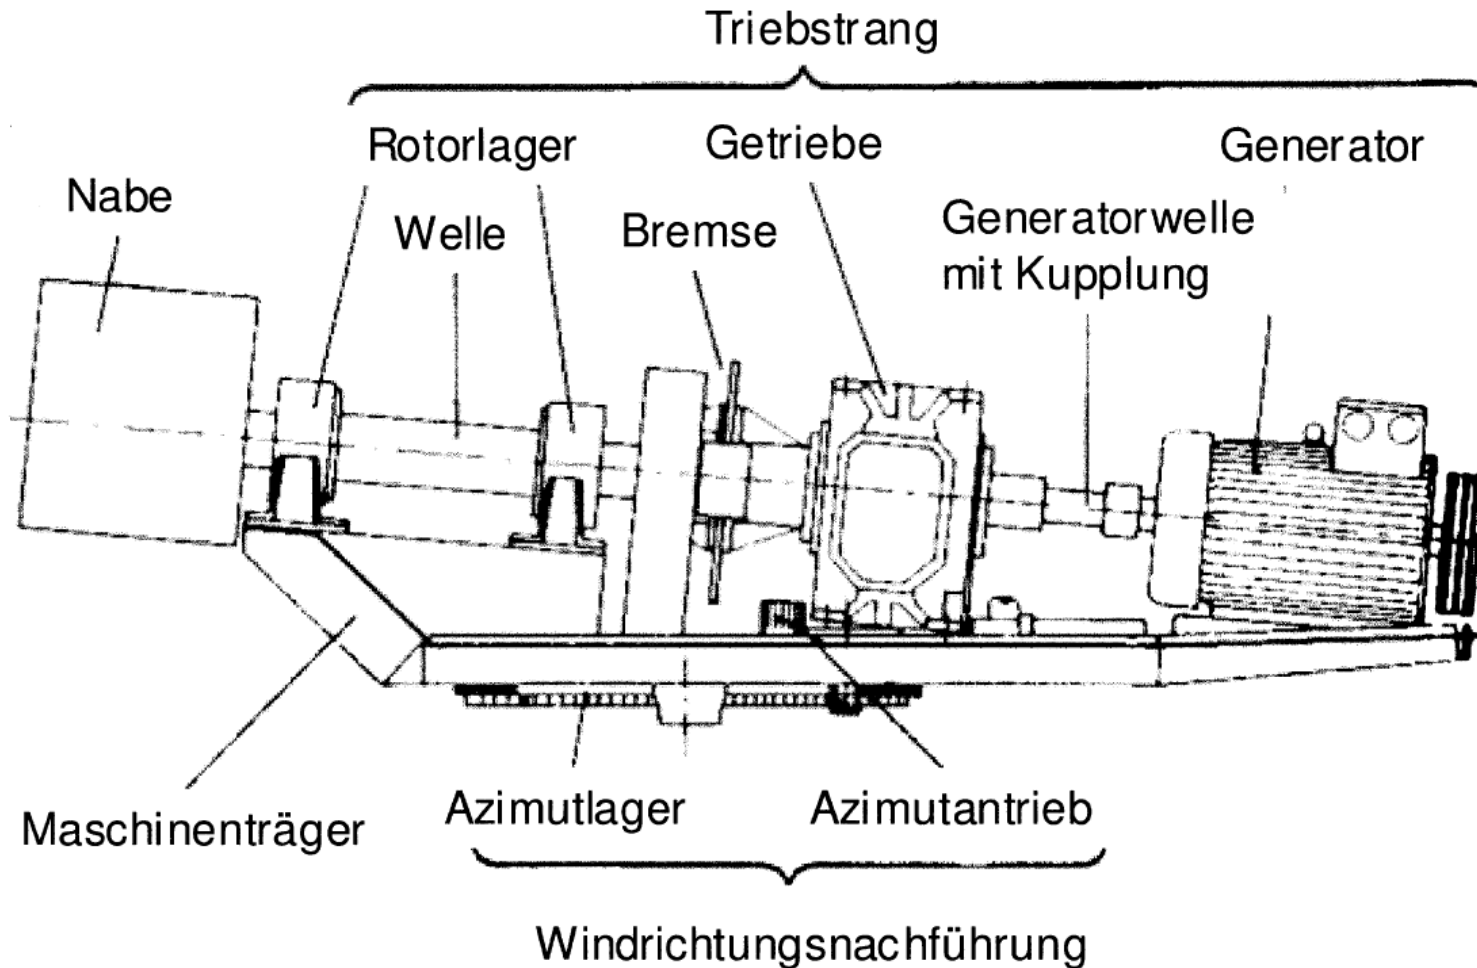 Triebstrang
Rotorlager
Getriebe
Generator
Nabe
Welle
Bremse
Generatorwelle
mit Kupplung
Maschinenträger
Azimutlager
Azimutantrieb
Windrichtungsnachführung